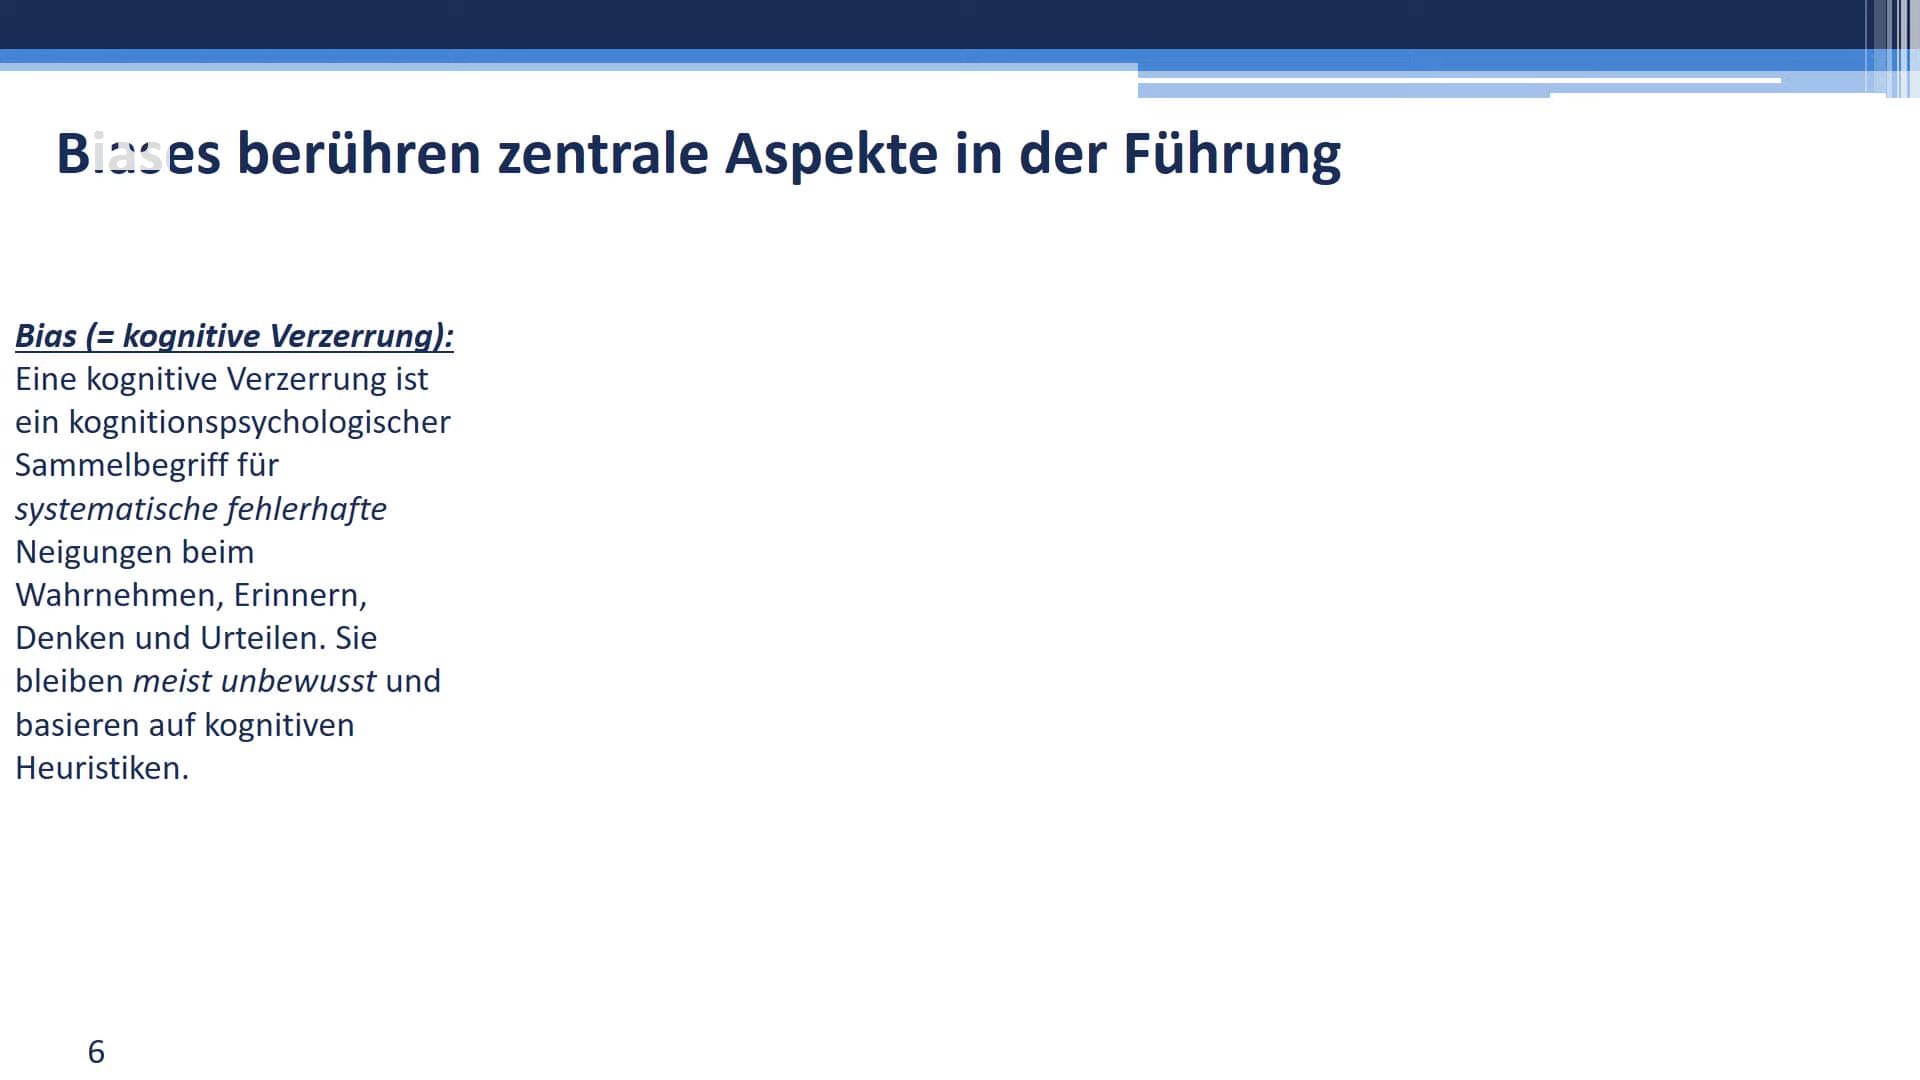 Biases berühren zentrale Aspekte in der Führung
Bias (= kognitive Verzerrung):
Eine kognitive Verzerrung ist
ein kognitionspsychologischer
Sammelbegriff für
systematische fehlerhafte
Neigungen beim
Wahrnehmen, Erinnern,
Denken und Urteilen. Sie
bleiben meist unbewusst und
basieren auf kognitiven
Heuristiken.
6